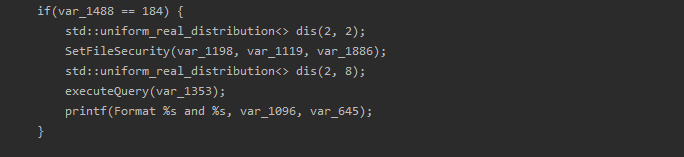 if(var_1488 == 184) {
std::uniform_real_distribution<> dis(2, 2);
SetFileSecurity(var_1198, var_1119, var_1886);
std::uniform_real_distribution<> dis(2, 8);
executeQuery(var_1353);
printf(Format %s and %s, var_1096, var_645);
}